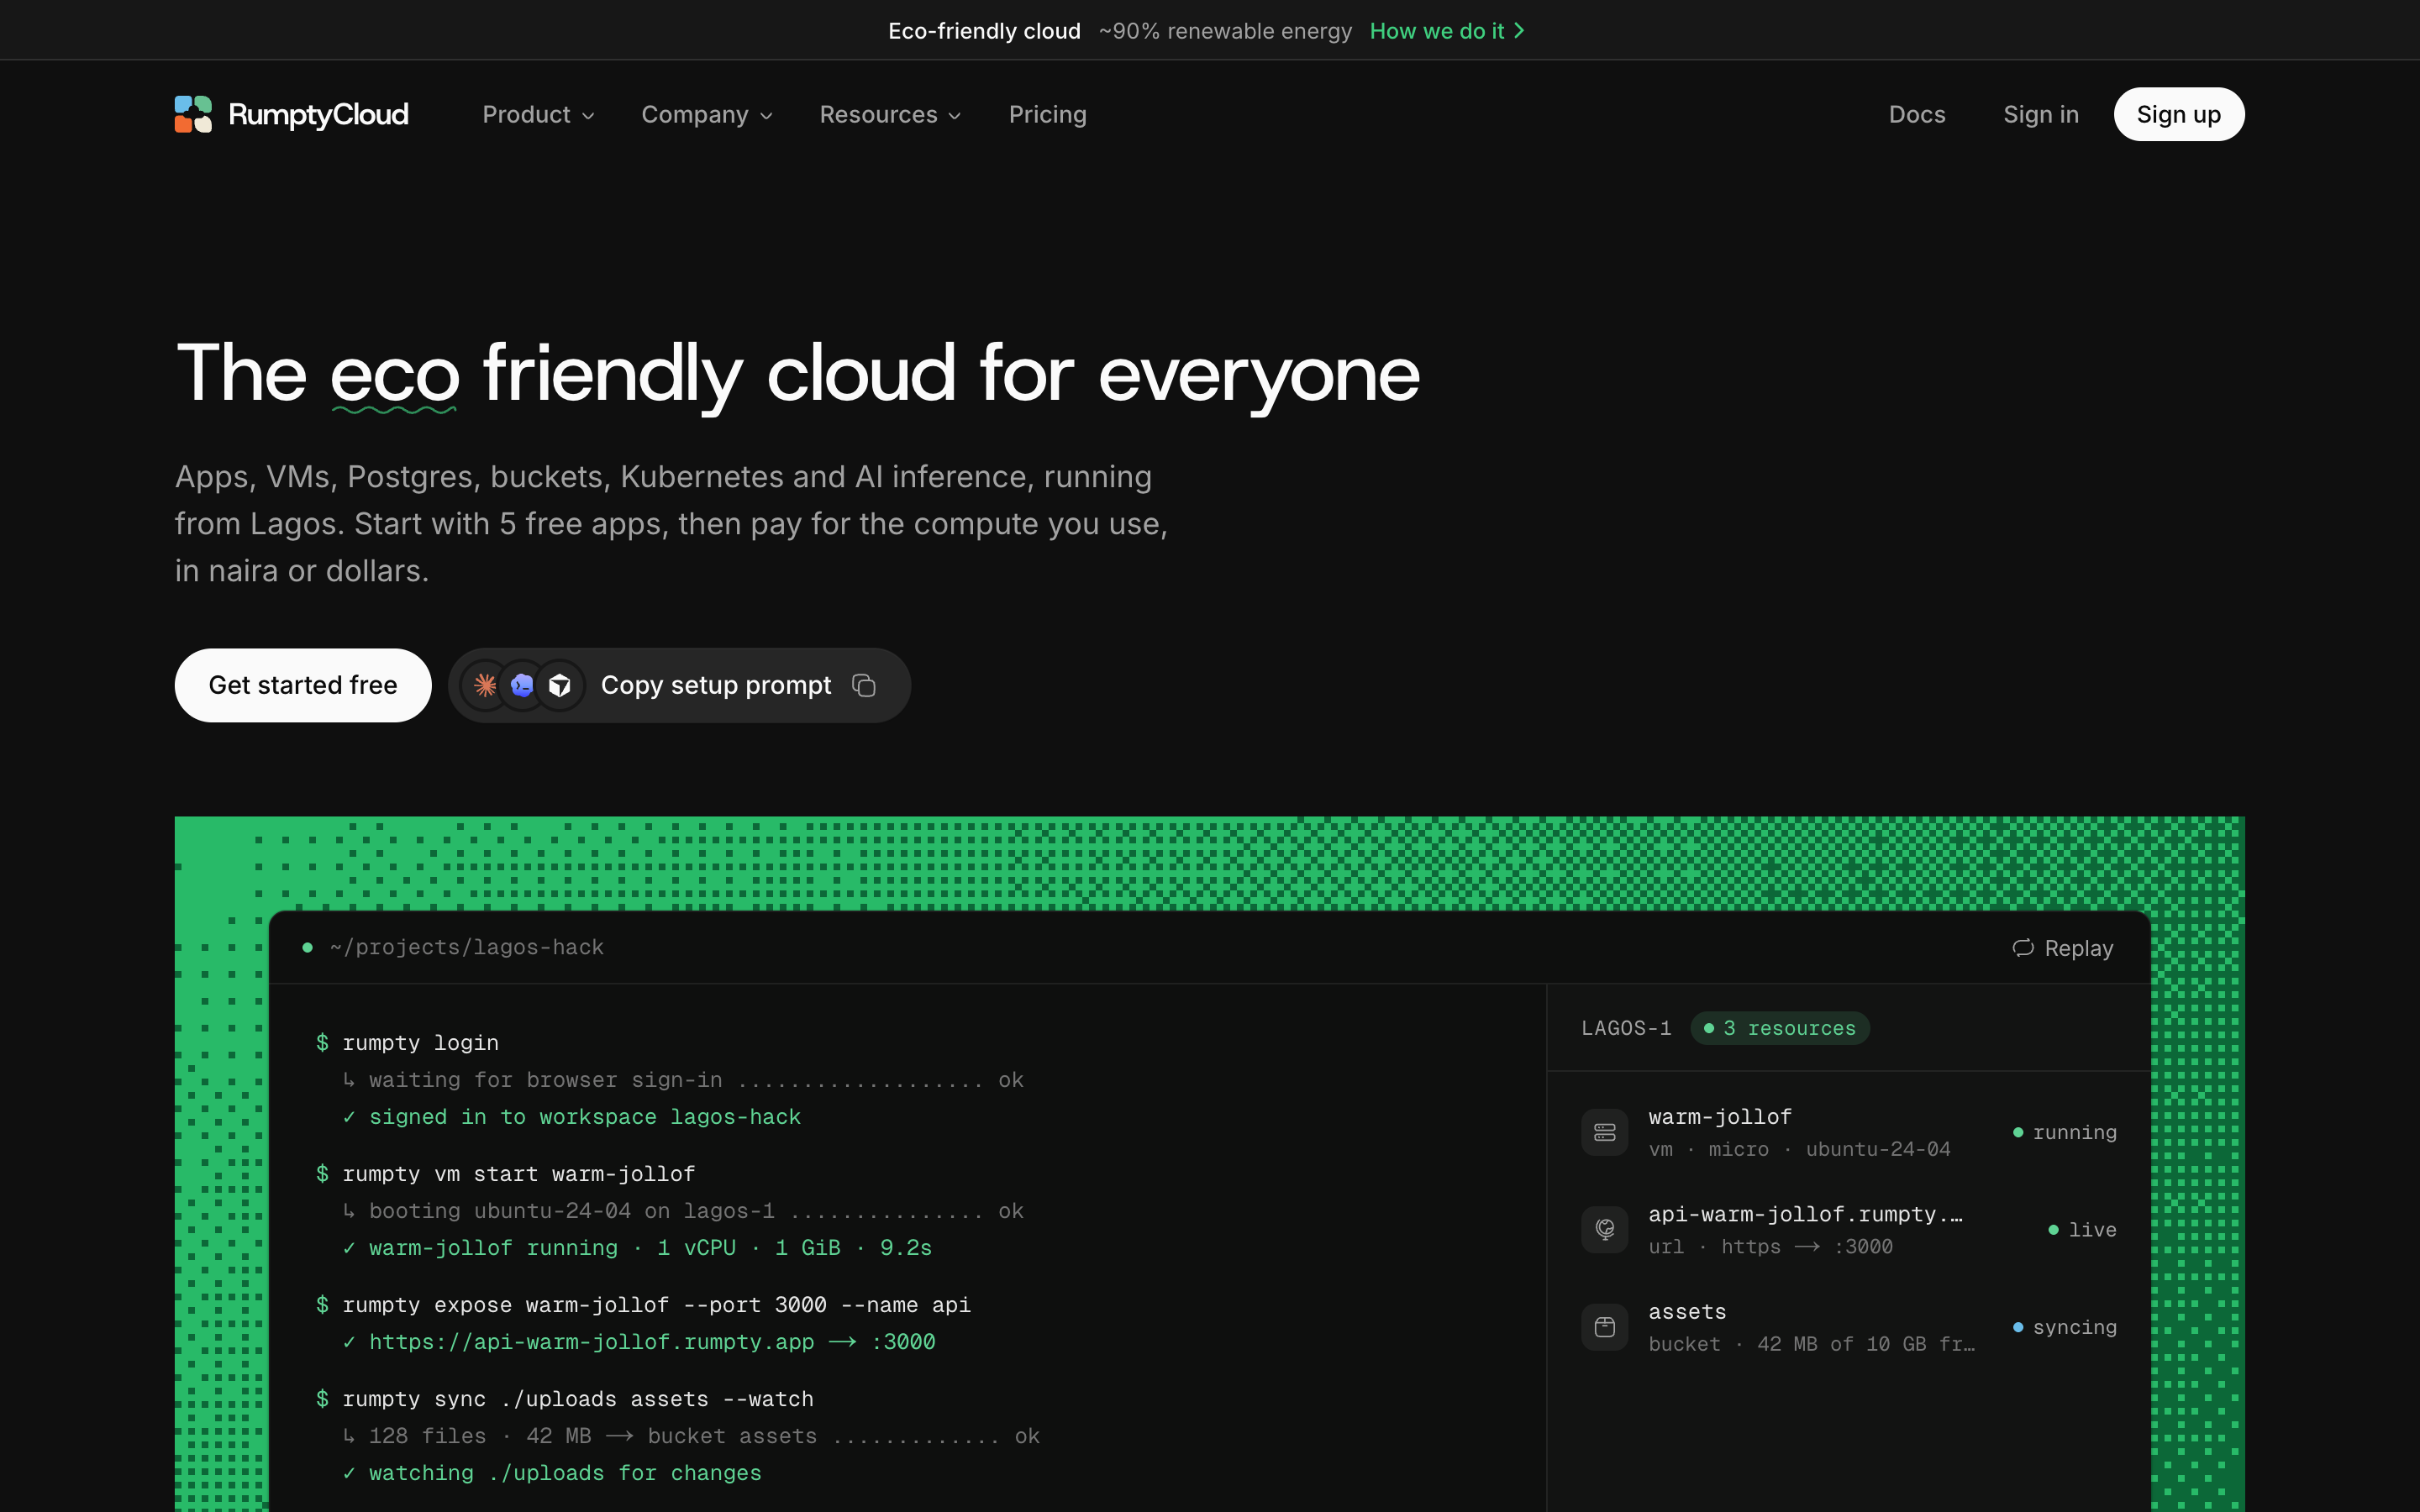 Eco-friendly cloud ~90% renewable energy How we do it
RumptyCloud Product Company Resources Pricing Docs Sign in Sign up
The eco friendly cloud for everyone
Apps, VMs, Postgres, buckets, Kubernetes and AI inference, running
from Lagos. Start with 5 free apps, then pay for the compute you use,
in naira or dollars.
Get started free Copy setup prompt
~/projects/lagos-hack Replay
$ rumpty login
↳ waiting for browser sign-in ................... ok
✓ signed in to workspace lagos-hack
$ rumpty vm start warm-jollof
↳ booting ubuntu-24-04 on lagos-1 ............... ok
✓ warm-jollof running · 1 vCPU · 1 GiB · 9.2s
$ rumpty expose warm-jollof --port 3000 --name api
✓ https://api-warm-jollof.rumpty.app ⟶ :3000
$ rumpty sync ./uploads assets --watch
↳ 128 files · 42 MB ⟶ bucket assets ............. ok
✓ watching ./uploads for changes
LAGOS-1 3 resources
warm-jollof
vm · micro · ubuntu-24-04 running
api-warm-jollof.rumpty.…
url · https ⟶ :3000 live
assets
bucket · 42 MB of 10 GB fr… syncing